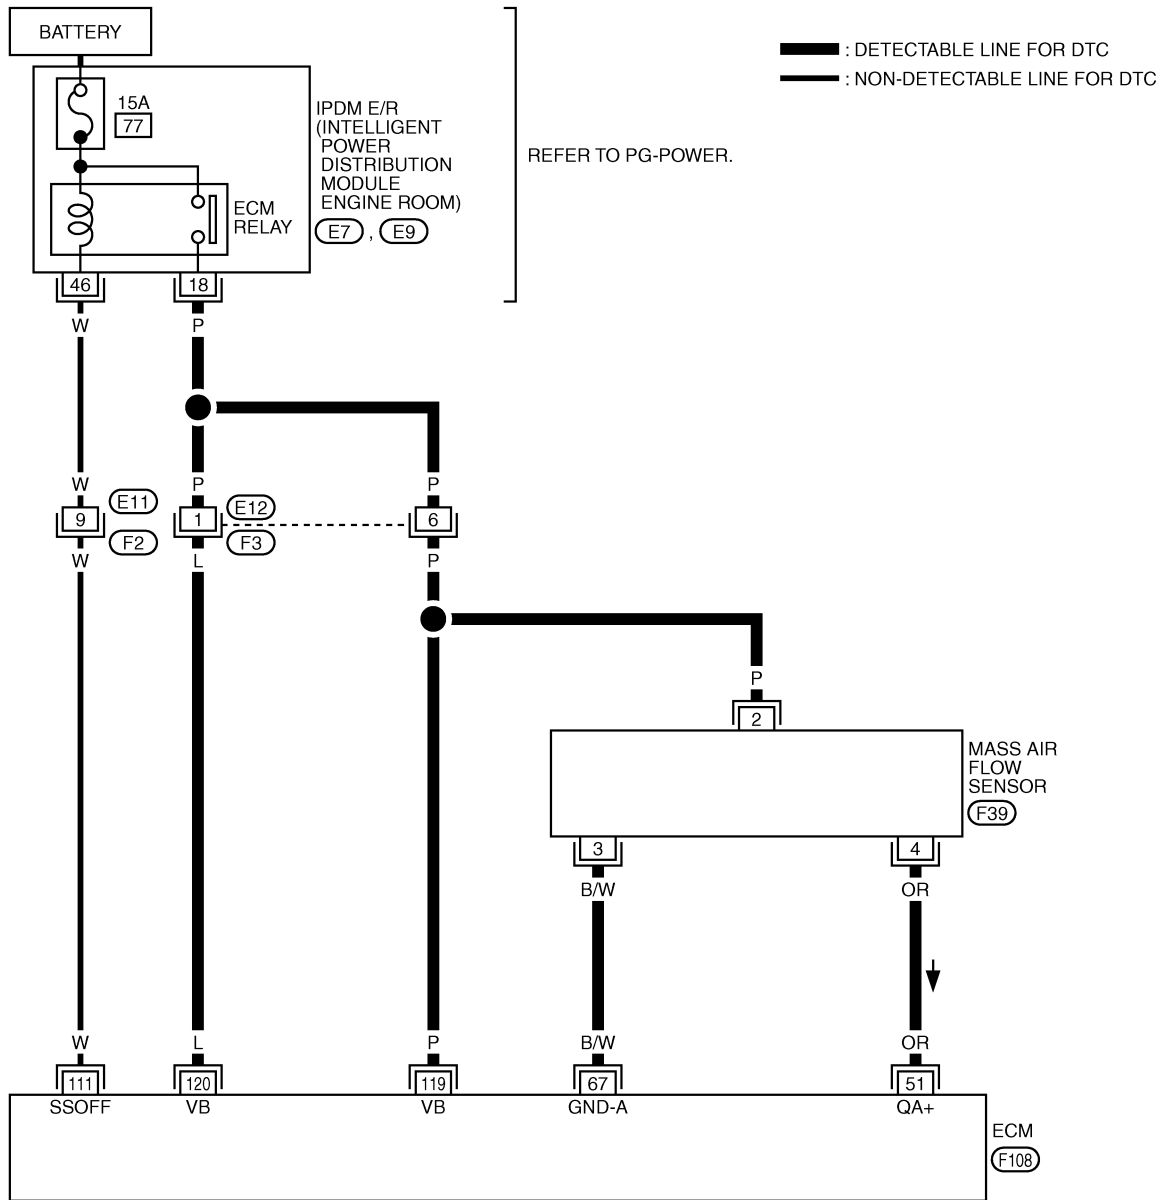 BATTERY
: DETECTABLE LINE FOR DTC
: NON-DETECTABLE LINE FOR DTC
15A
77
IPDM E/R
(INTELLIGENT
POWER
DISTRIBUTION
MODULE
ENGINE ROOM)
E7 , E9
REFER TO PG-POWER.
ECM
RELAY
46 18
W P
W P P
E11 E12
9 1 6
F2 F3
W L P
P
2
MASS AIR
FLOW
SENSOR
F39
3 4
B/W OR
W L P B/W OR
111 120 119 67 51
SSOFF VB VB GND-A QA+
ECM
F108